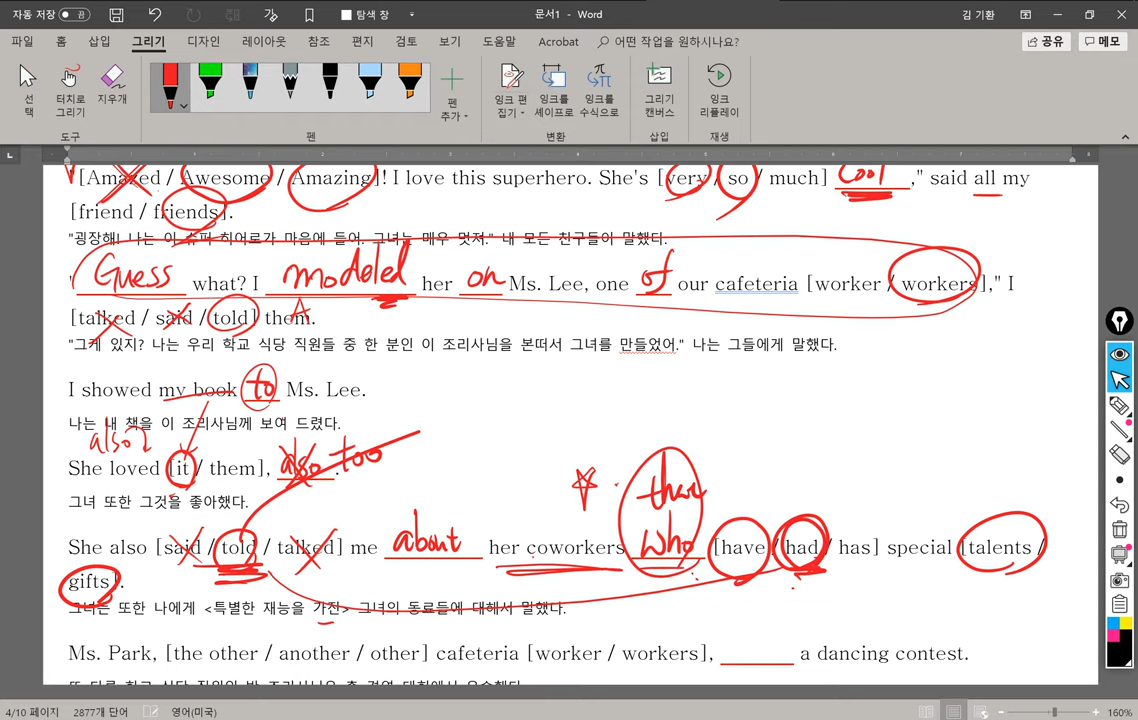 자동 저장 끔 탐색 창 문서1 - Word 김 기환
파일 홈 삽입 그리기 디자인 레이아웃 참조 편지 검토 보기 도움말 Acrobat 어떤 작업을 원하시나요? 공유 메모
선택 터치로 그리기 지우개 펜 추가 잉크 편집기 잉크를 셰이프로 잉크를 수식으로 그리기 캔버스 잉크 리플레이
도구 펜 변환 삽입 재생
"[Amazed / Awesome / Amazing]! I love this superhero. She's [very / so / much] cool," said all my
[friend / friends].
"굉장해! 나는 이 슈퍼 히어로가 마음에 들어. 그녀는 매우 멋져." 내 모든 친구들이 말했다.
"Guess what? I modeled her on Ms. Lee, one of our cafeteria [worker / workers]," I
[talked / said / told] them.
"그게 있지? 나는 우리 학교 식당 직원들 중 한 분인 이 조리사님을 본떠서 그녀를 만들었어." 나는 그들에게 말했다.
I showed my book to Ms. Lee.
나는 내 책을 이 조리사님께 보여 드렸다.
also
She loved [it / them], also too.
그녀 또한 그것을 좋아했다.
that
She also [said / told / talked] me about her coworkers who [have / had / has] special [talents /
gifts].
그녀는 또한 나에게 <특별한 재능을 가진> 그녀의 동료들에 대해서 말했다.
Ms. Park, [the other / another / other] cafeteria [worker / workers], ______ a dancing contest.
4/10 페이지 2877개 단어 영어(미국) 160%